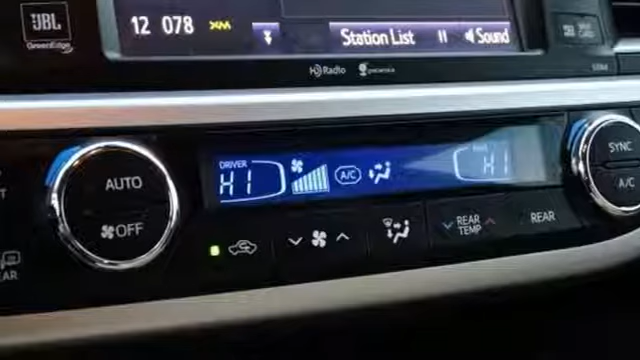 JBL
GreenEdge
12 078 XM
Station List
Sound
HD Radio
AUTO
OFF
DRIVER
HI
A/C
HI
REAR
TEMP
REAR
SYNC
A/C